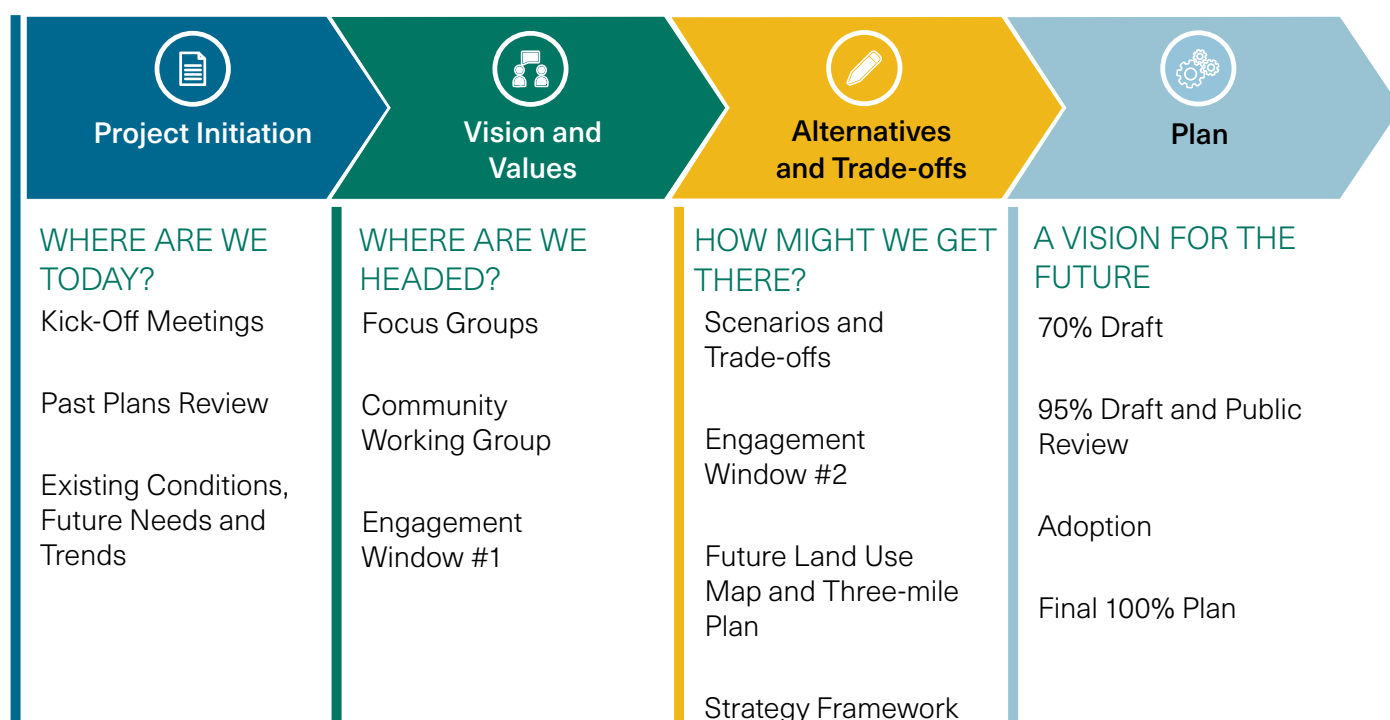 Project Initiation
Vision and
Values
Alternatives
and Trade-offs
Plan
WHERE ARE WE
TODAY?
Kick-Off Meetings
Past Plans Review
Existing Conditions,
Future Needs and
Trends
WHERE ARE WE
HEADED?
Focus Groups
Community
Working Group
Engagement
Window #1
HOW MIGHT WE GET
THERE?
Scenarios and
Trade-offs
Engagement
Window #2
Future Land Use
Map and Three-mile
Plan
Strategy Framework
A VISION FOR THE
FUTURE
70% Draft
95% Draft and Public
Review
Adoption
Final 100% Plan